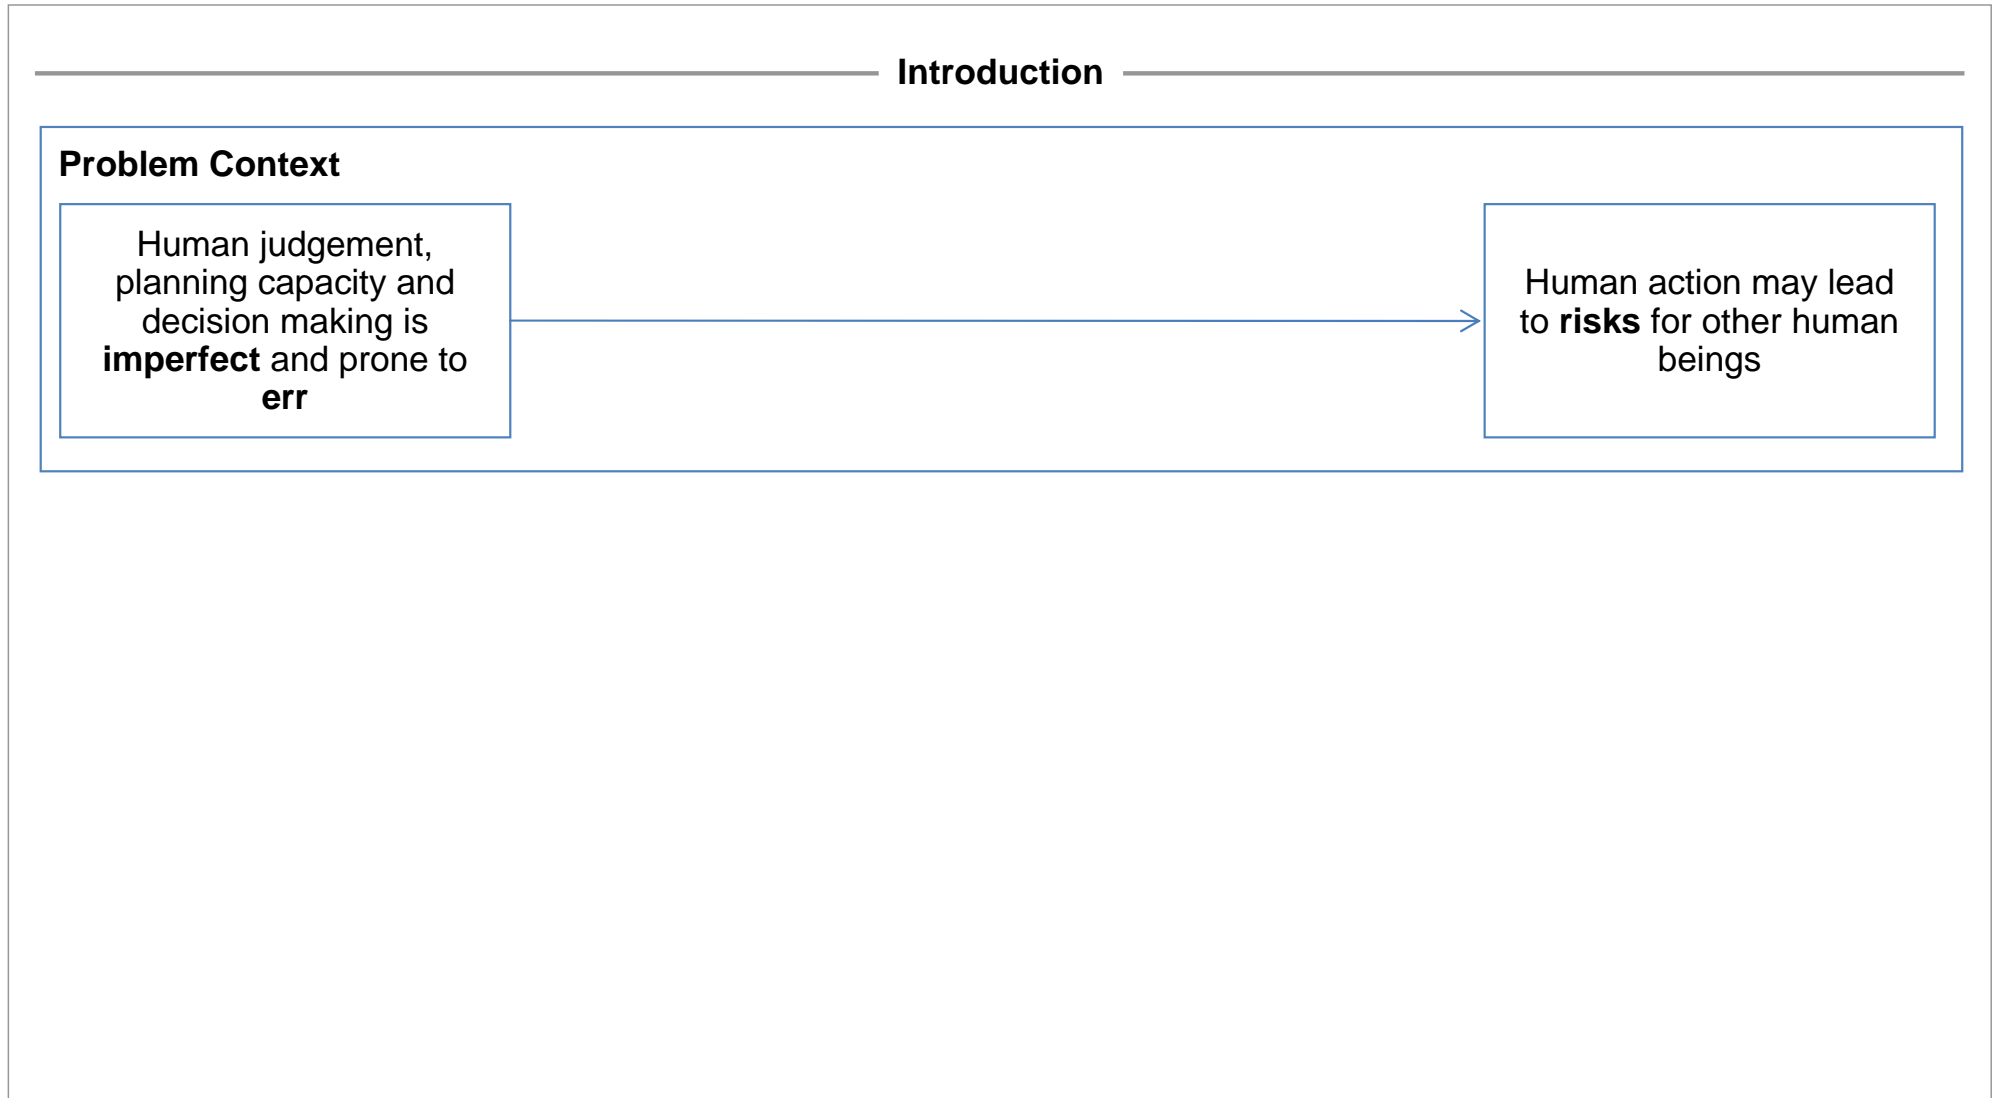 Introduction
Problem Context
Human judgement,
planning capacity and
decision making is
imperfect and prone to
err
Human action may lead
to risks for other human
beings